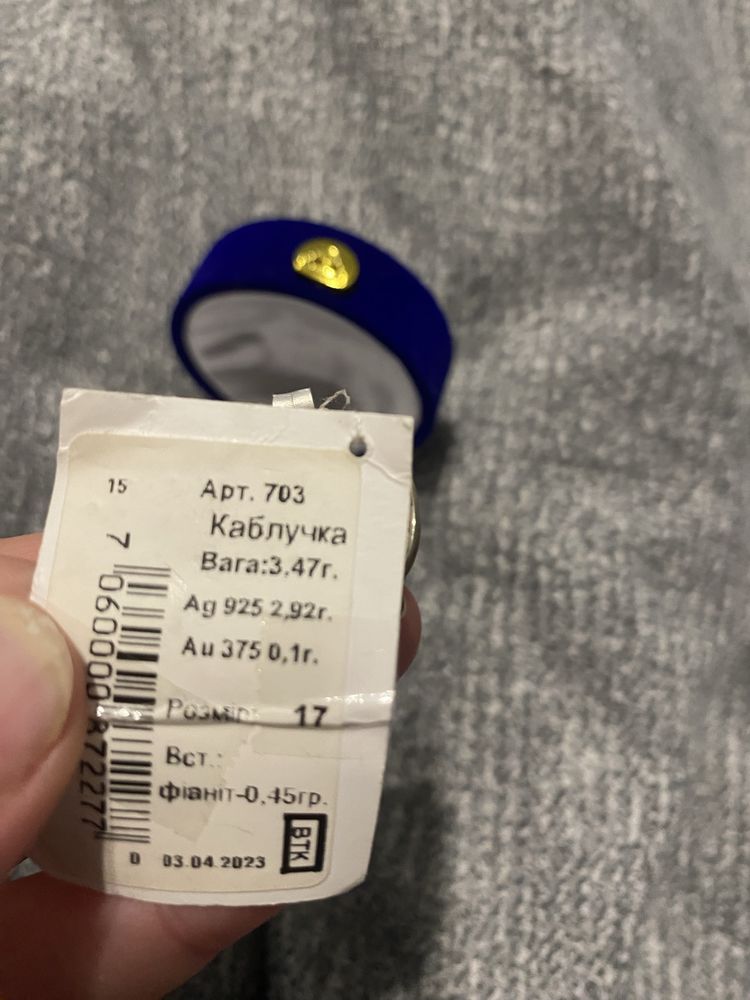 15
Арт. 703
Каблучка
Вага:3,47г.
Ag 925 2,92г.
Au 375 0,1г.
Розмір: 17
Вст.:
фіаніт-0,45гр.
ВТК
D 03.04.2023
7